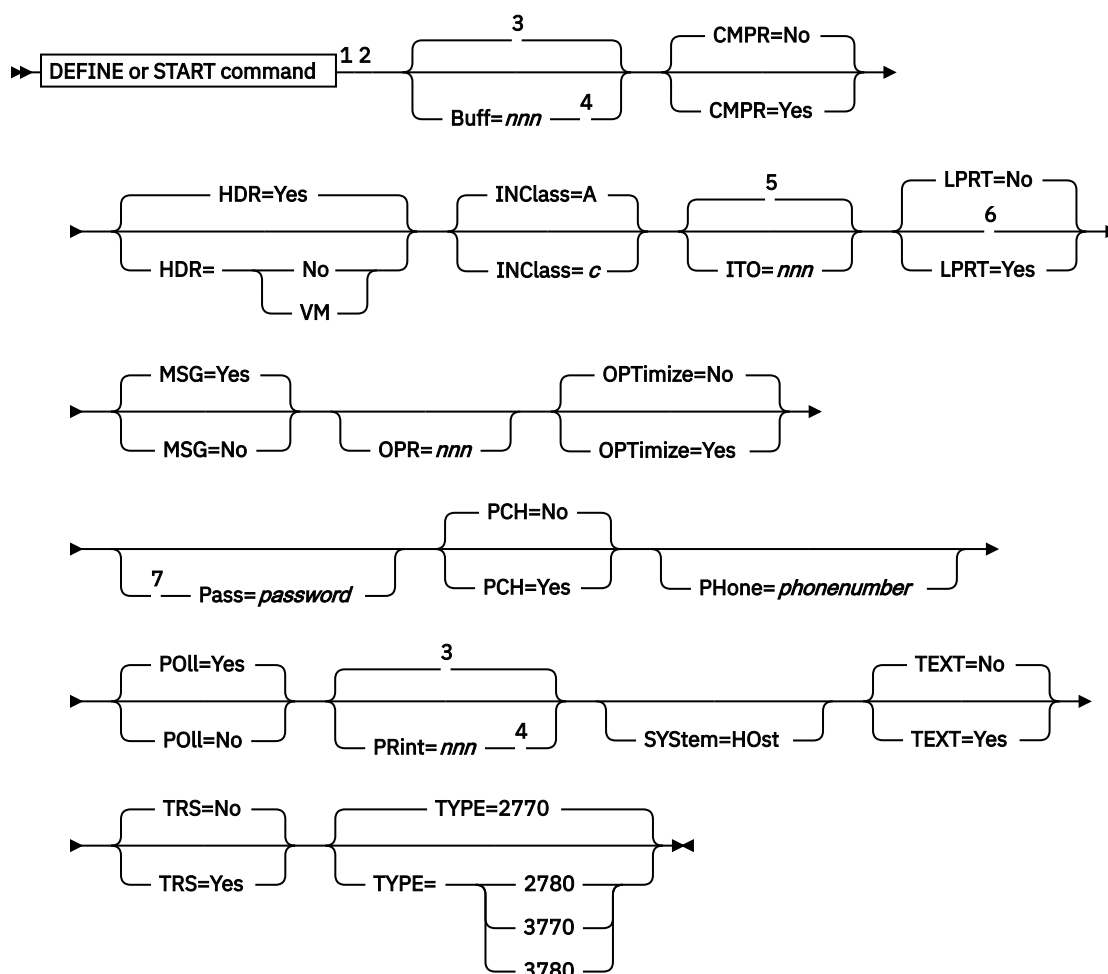 3 CMPR=No
DEFINE or START command 1 2
Buff=nnn 4 CMPR=Yes
HDR=Yes INClass=A 5 LPRT=No
6
HDR= No INClass= c ITO=nnn LPRT=Yes
VM
MSG=Yes OPTimize=No
MSG=No OPR=nnn OPTimize=Yes
PCH=No
7 Pass=password PCH=Yes PHone=phonenumber
POll=Yes 3 TEXT=No
POll=No PRint=nnn 4 SYStem=HOst TEXT=Yes
TRS=No TYPE=2770
TRS=Yes TYPE= 2780
3770
3780